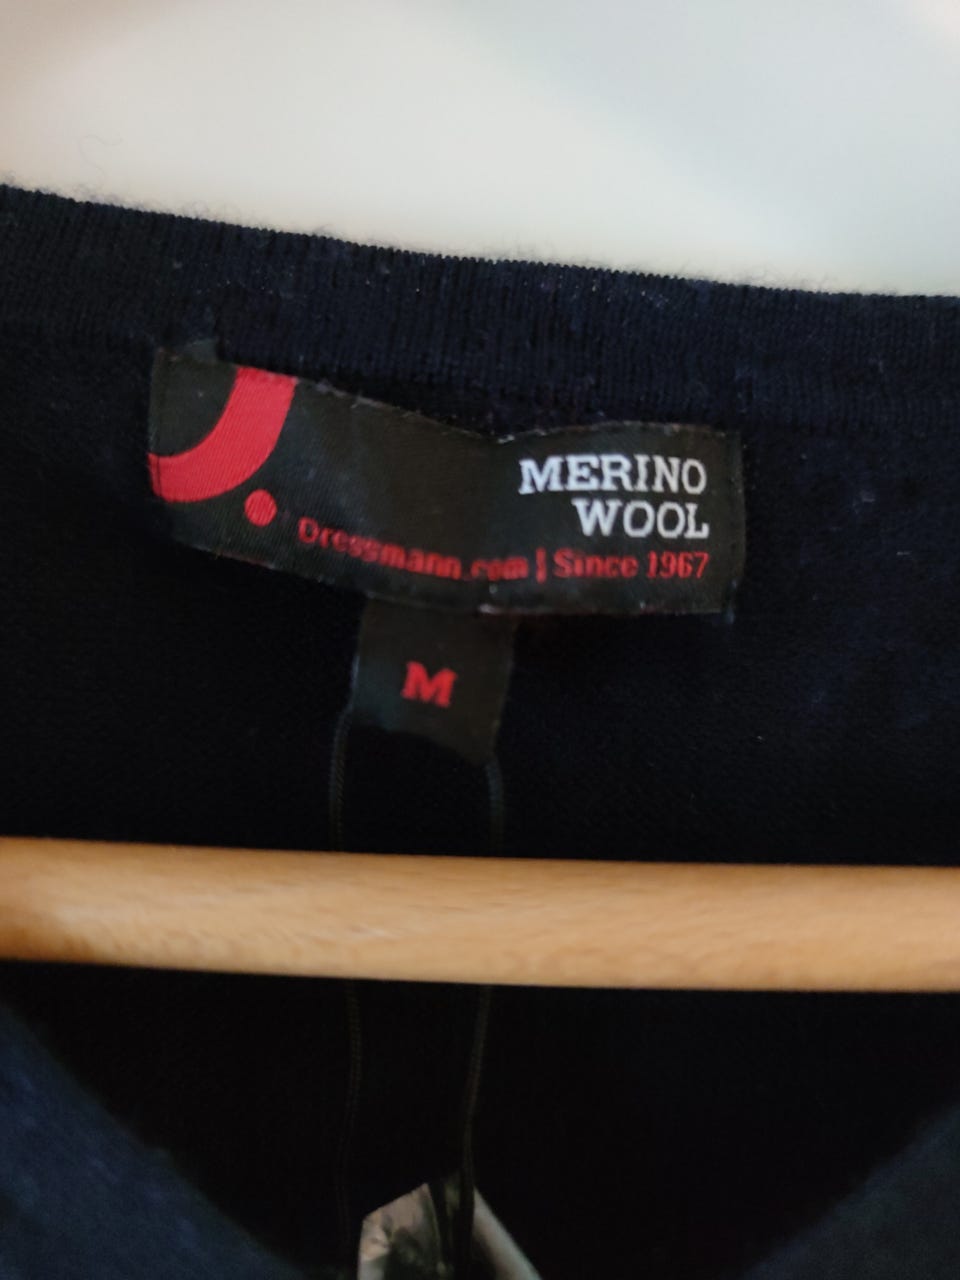 MERINO
WOOL
Dressmann.com | Since 1967
M